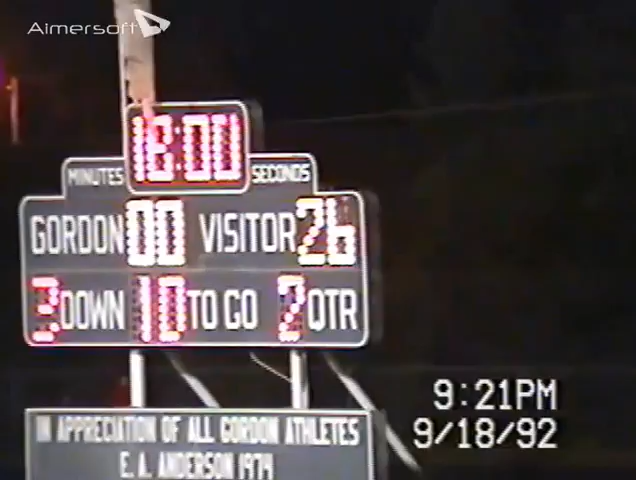 Aimersoft
18:00
MINUTES SECONDS
GORDON 00 VISITOR 26
3 DOWN 10 TO GO 2 QTR
9:21PM
9/18/92
IN APPRECIATION OF ALL GORDON ATHLETES
E. A. ANDERSON 1974